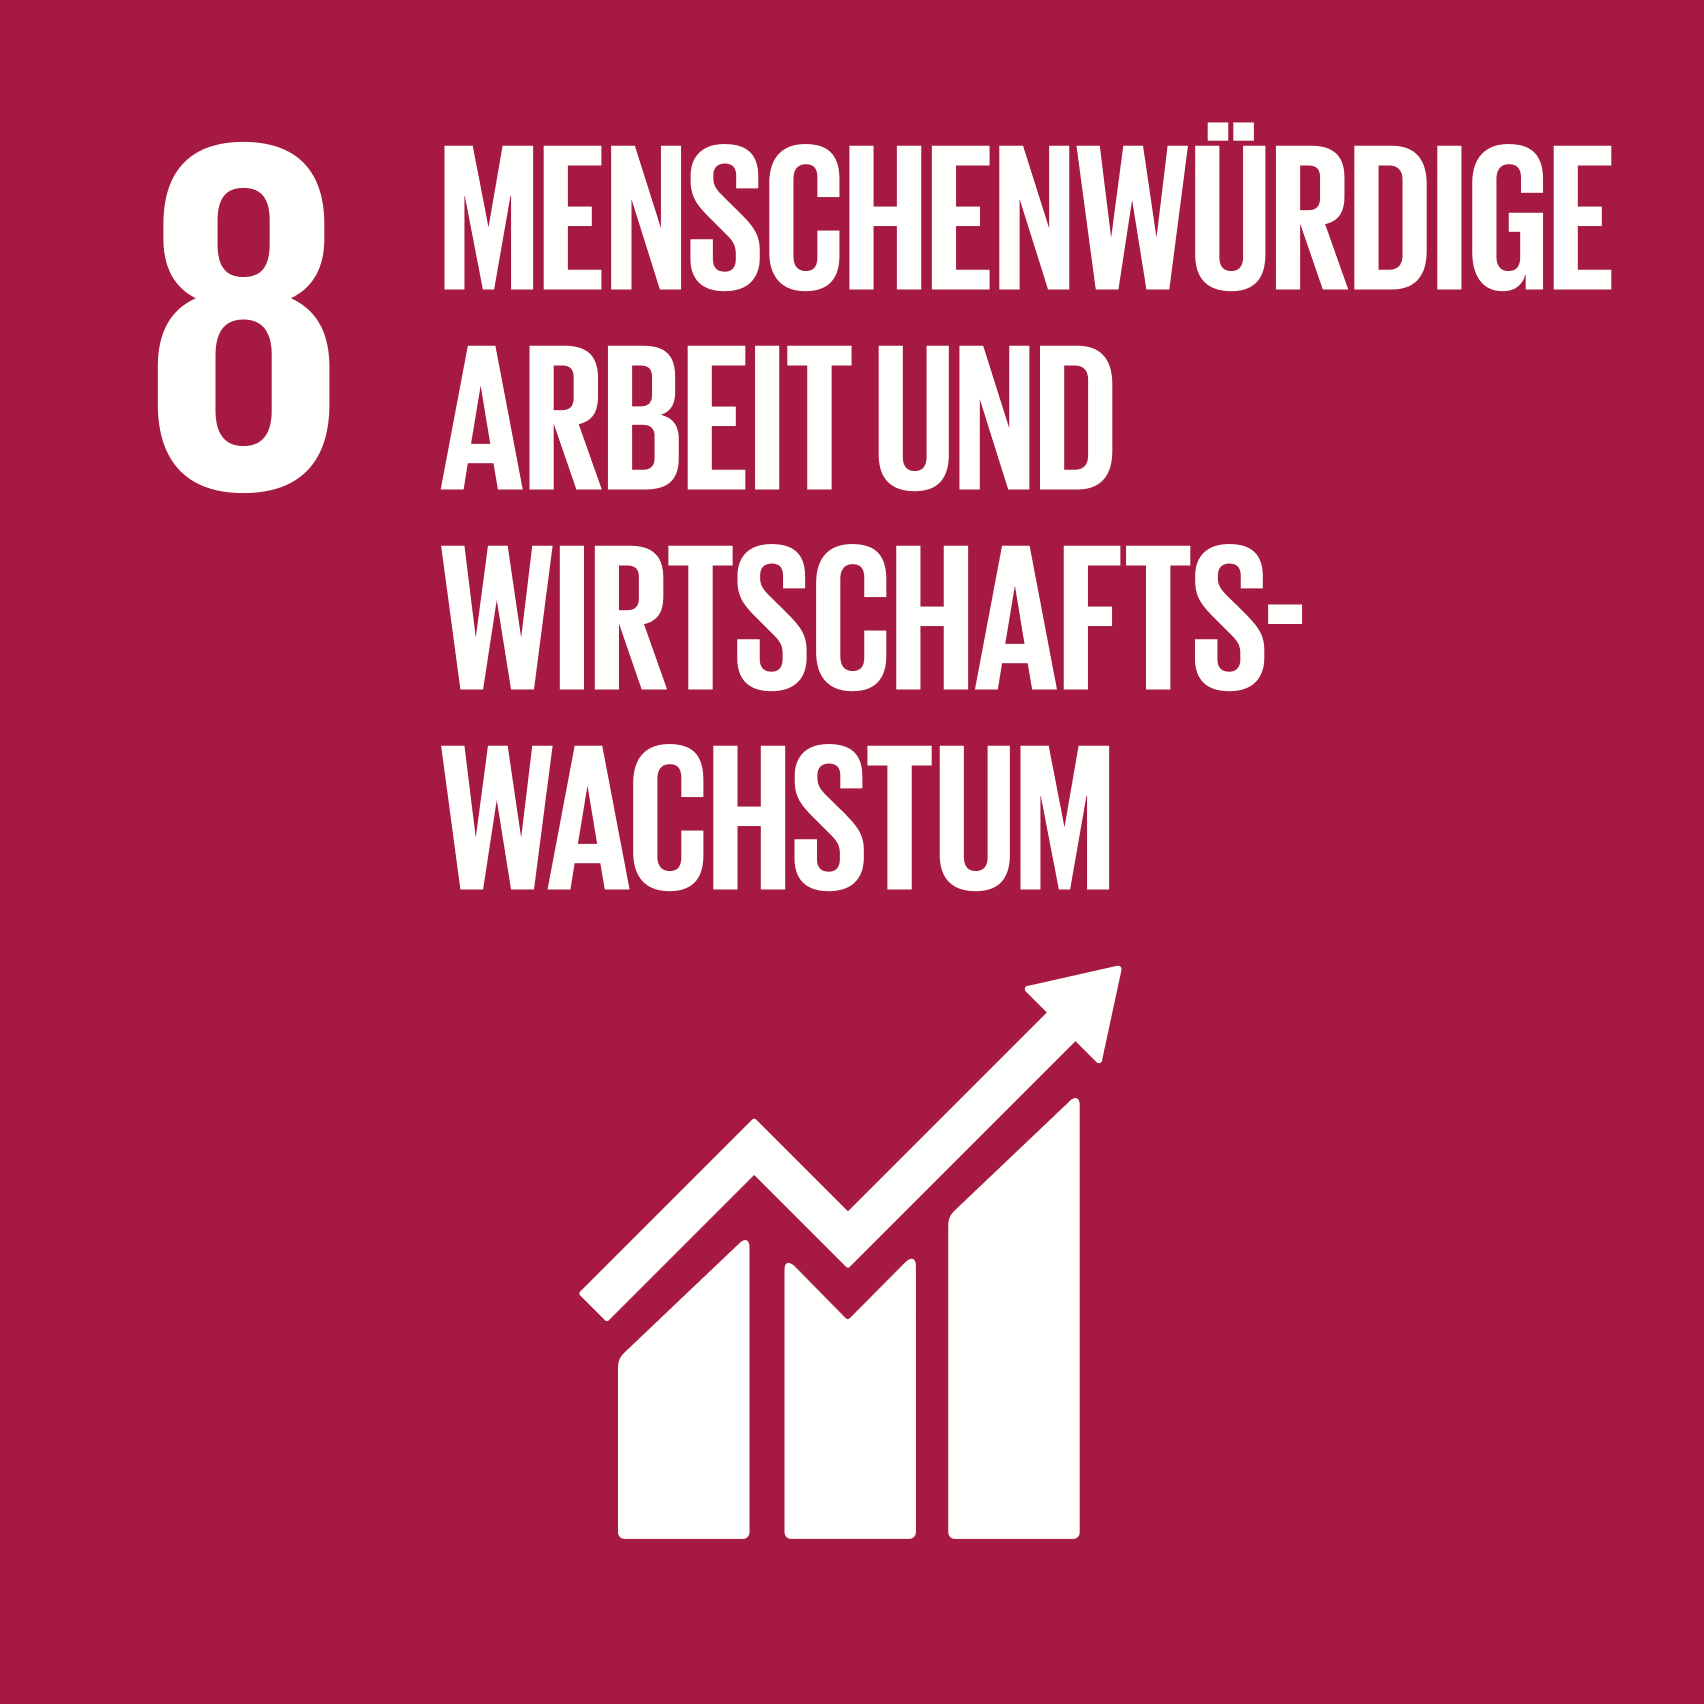 8
MENSCHENWÜRDIGE
ARBEIT UND
WIRTSCHAFTS-
WACHSTUM